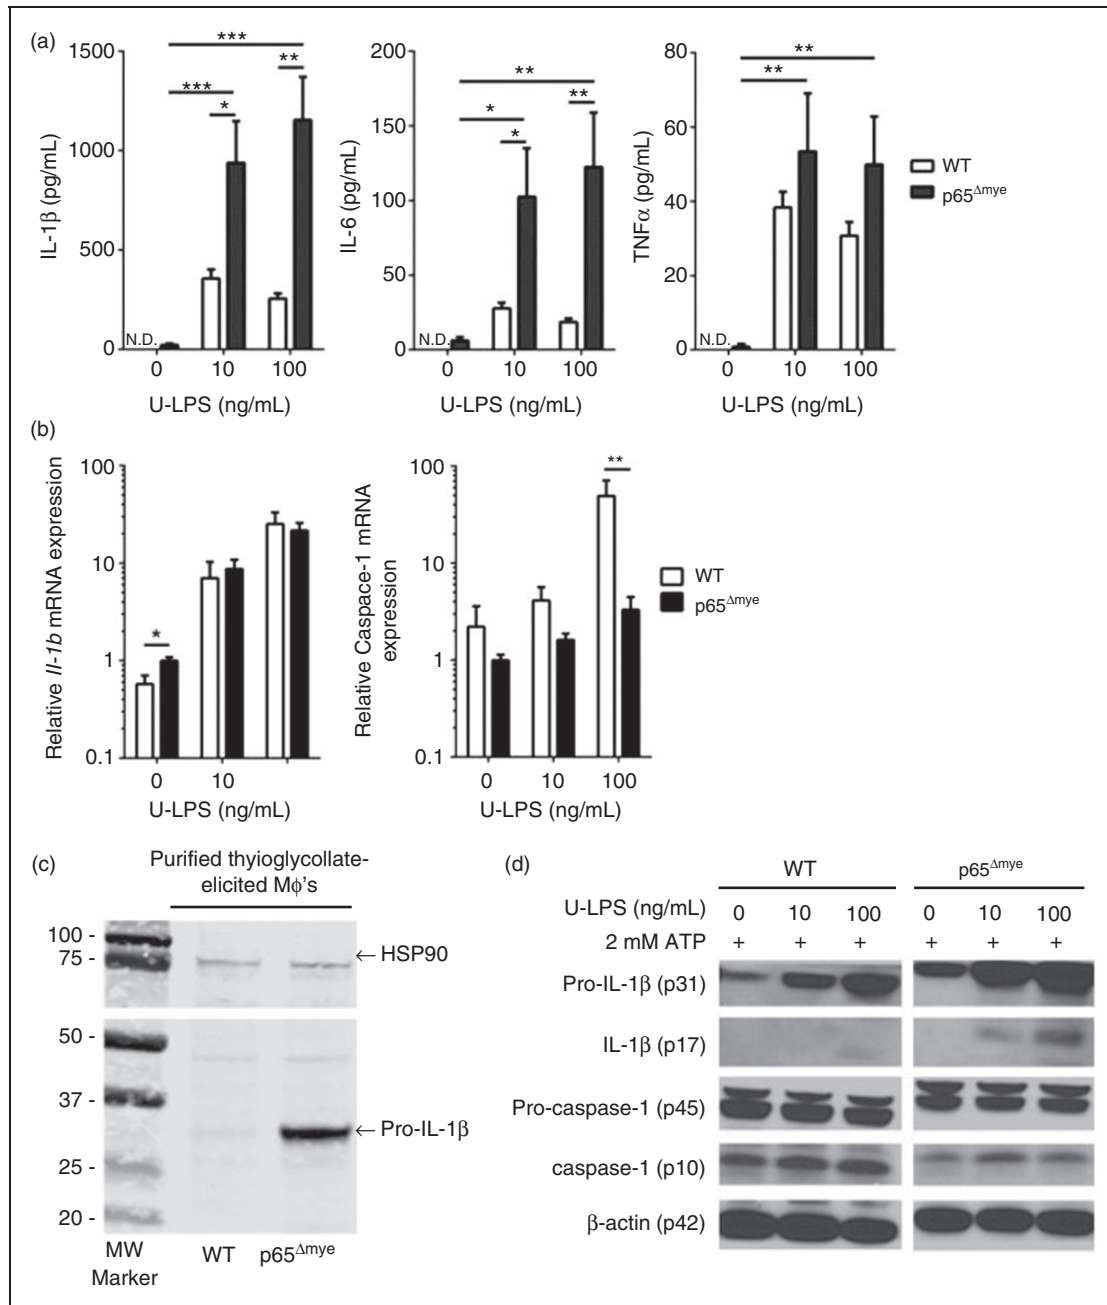 (a)
1500
1000
500
0
IL-1β (pg/mL)
***
***
*
**
N.D.
0 10 100
U-LPS (ng/mL)
200
150
100
50
0
IL-6 (pg/mL)
**
*
*
**
N.D.
0 10 100
U-LPS (ng/mL)
80
60
40
20
0
TNFα (pg/mL)
**
**
N.D.
0 10 100
U-LPS (ng/mL)
WT
p65Δmye
(b)
100
10
1
0.1
Relative Il-1b mRNA expression
*
0 10
U-LPS (ng/mL)
100
10
1
0.1
Relative Caspace-1 mRNA
expression
**
0 10 100
U-LPS (ng/mL)
WT
p65Δmye
(c)
Purified thyioglycollate-
elicited Mϕ's
100 -
75 -
←HSP90
50 -
37 -
←Pro-IL-1β
25 -
20 -
MW
Marker
WT p65Δmye
(d)
WT p65Δmye
U-LPS (ng/mL) 0 10 100 0 10 100
2 mM ATP + + + + + +
Pro-IL-1β (p31)
IL-1β (p17)
Pro-caspase-1 (p45)
caspase-1 (p10)
β-actin (p42)